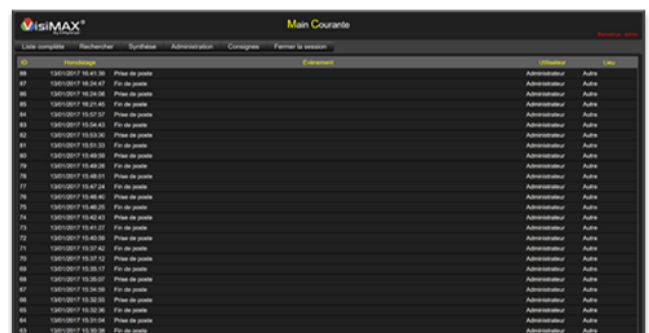 VisiMAX®
Main Courante
Liste complète Rechercher Synthèse Administration Consignes Fermer la session
ID Horodatage Evènement Utilisateur Lieu
88 13/01/2017 16:41:39 Prise de poste Administrateur Autre
87 13/01/2017 16:24:47 Fin de poste Administrateur Autre
86 13/01/2017 16:24:08 Prise de poste Administrateur Autre
85 13/01/2017 16:21:45 Fin de poste Administrateur Autre
84 13/01/2017 15:57:57 Prise de poste Administrateur Autre
83 13/01/2017 15:54:43 Fin de poste Administrateur Autre
82 13/01/2017 15:53:30 Prise de poste Administrateur Autre
81 13/01/2017 15:51:33 Fin de poste Administrateur Autre
80 13/01/2017 15:49:59 Prise de poste Administrateur Autre
79 13/01/2017 15:49:28 Fin de poste Administrateur Autre
78 13/01/2017 15:48:01 Prise de poste Administrateur Autre
77 13/01/2017 15:47:24 Fin de poste Administrateur Autre
76 13/01/2017 15:46:40 Prise de poste Administrateur Autre
75 13/01/2017 15:46:25 Fin de poste Administrateur Autre
74 13/01/2017 15:42:43 Prise de poste Administrateur Autre
73 13/01/2017 15:41:27 Fin de poste Administrateur Autre
72 13/01/2017 15:40:59 Prise de poste Administrateur Autre
71 13/01/2017 15:37:42 Fin de poste Administrateur Autre
70 13/01/2017 15:37:12 Prise de poste Administrateur Autre
69 13/01/2017 15:35:17 Fin de poste Administrateur Autre
68 13/01/2017 15:35:07 Prise de poste Administrateur Autre
67 13/01/2017 15:34:59 Fin de poste Administrateur Autre
66 13/01/2017 15:32:50 Prise de poste Administrateur Autre
65 13/01/2017 15:32:36 Fin de poste Administrateur Autre
64 13/01/2017 15:31:04 Prise de poste Administrateur Autre
63 13/01/2017 15:30:38 Fin de poste Administrateur Autre